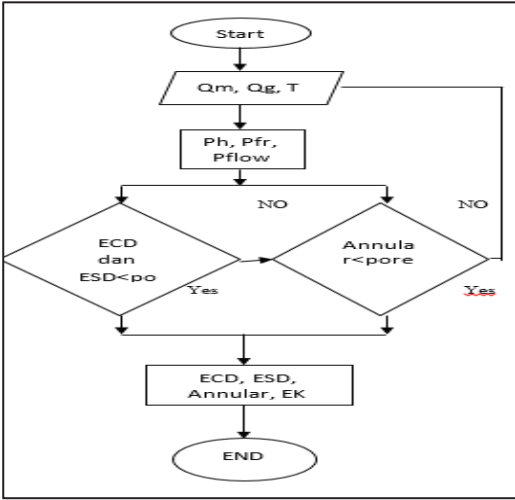 Start
Qm, Qg, T
Ph, Pfr,
Pflow
NO
NO
ECD
dan
ESD<po
Yes
Annula
r<pore
Yes
ECD, ESD,
Annular, EK
END